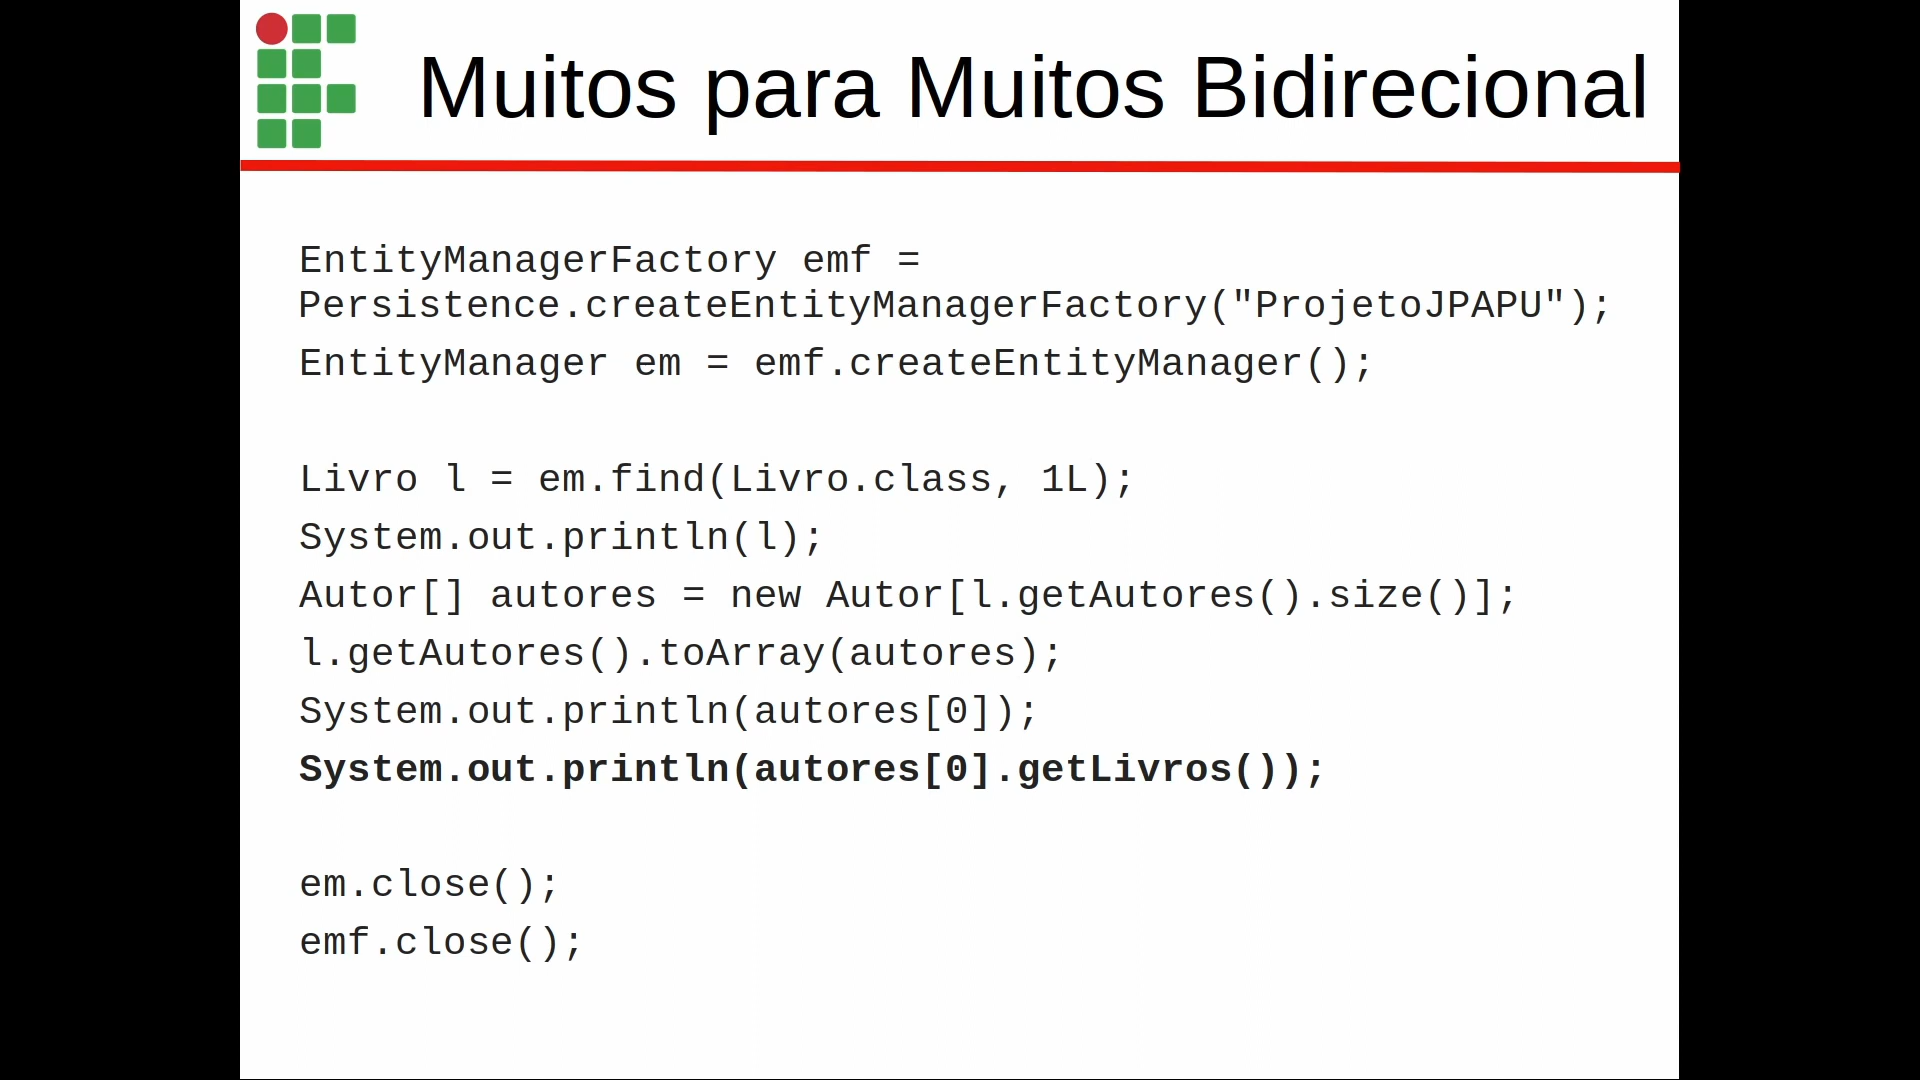 Muitos para Muitos Bidirecional
EntityManagerFactory emf =
Persistence.createEntityManagerFactory("ProjetoJPAPU");
EntityManager em = emf.createEntityManager();
Livro l = em.find(Livro.class, 1L);
System.out.println(l);
Autor[] autores = new Autor[l.getAutores().size()];
l.getAutores().toArray(autores);
System.out.println(autores[0]);
System.out.println(autores[0].getLivros());
em.close();
emf.close();